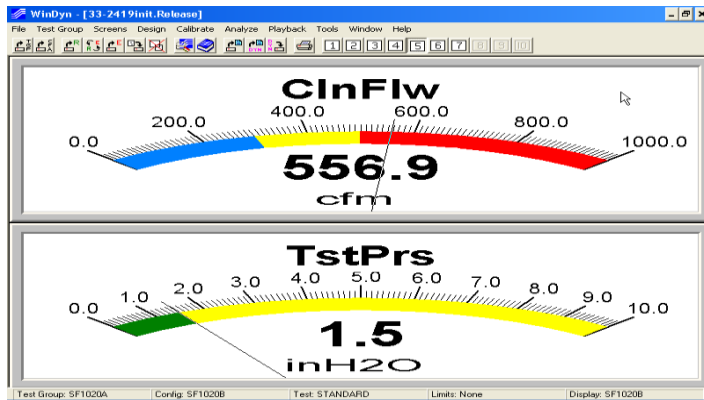 WinDyn - [33-2419init.Release]
File Test Group Screens Design Calibrate Analyze Playback Tools Window Help
1 2 3 4 5 6 7 8 9 10
ClnFlw
0.0 200.0 400.0 600.0 800.0 1000.0
556.9
cfm
TstPrs
0.0 1.0 2.0 3.0 4.0 5.0 6.0 7.0 8.0 9.0 10.0
1.5
inH2O
Test Group: SF1020A Config: SF1020B Test: STANDARD Limits: None Display: SF1020B